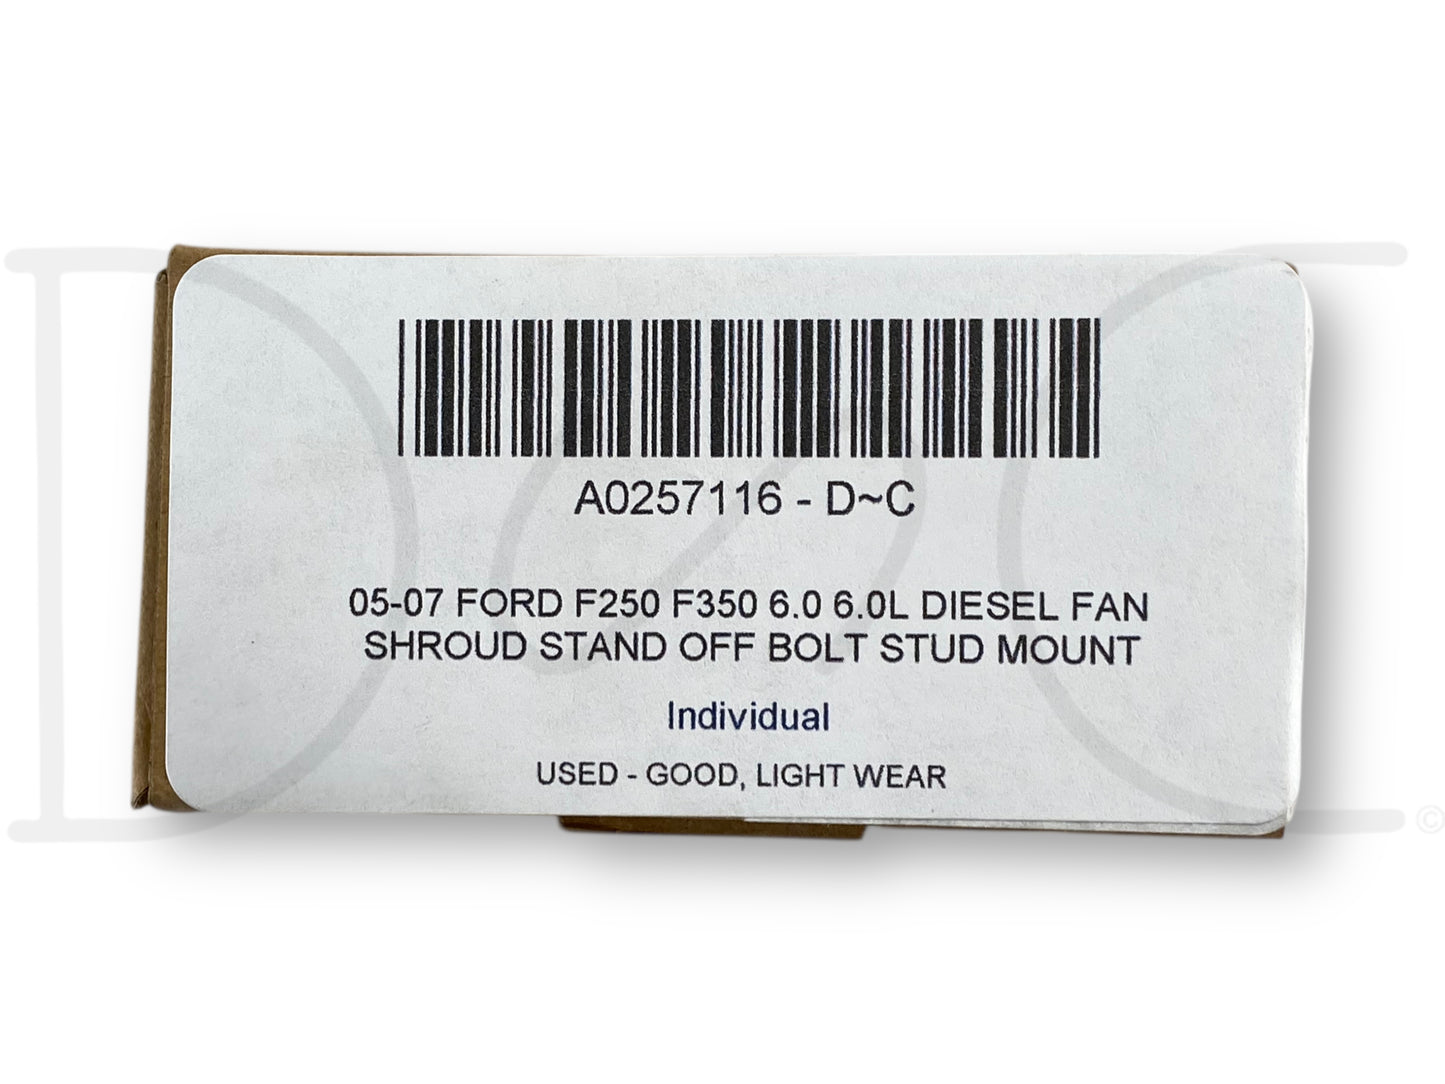 A0257116 - D~C
05-07 FORD F250 F350 6.0 6.0L DIESEL FAN
SHROUD STAND OFF BOLT STUD MOUNT
Individual
USED - GOOD, LIGHT WEAR
D C ©